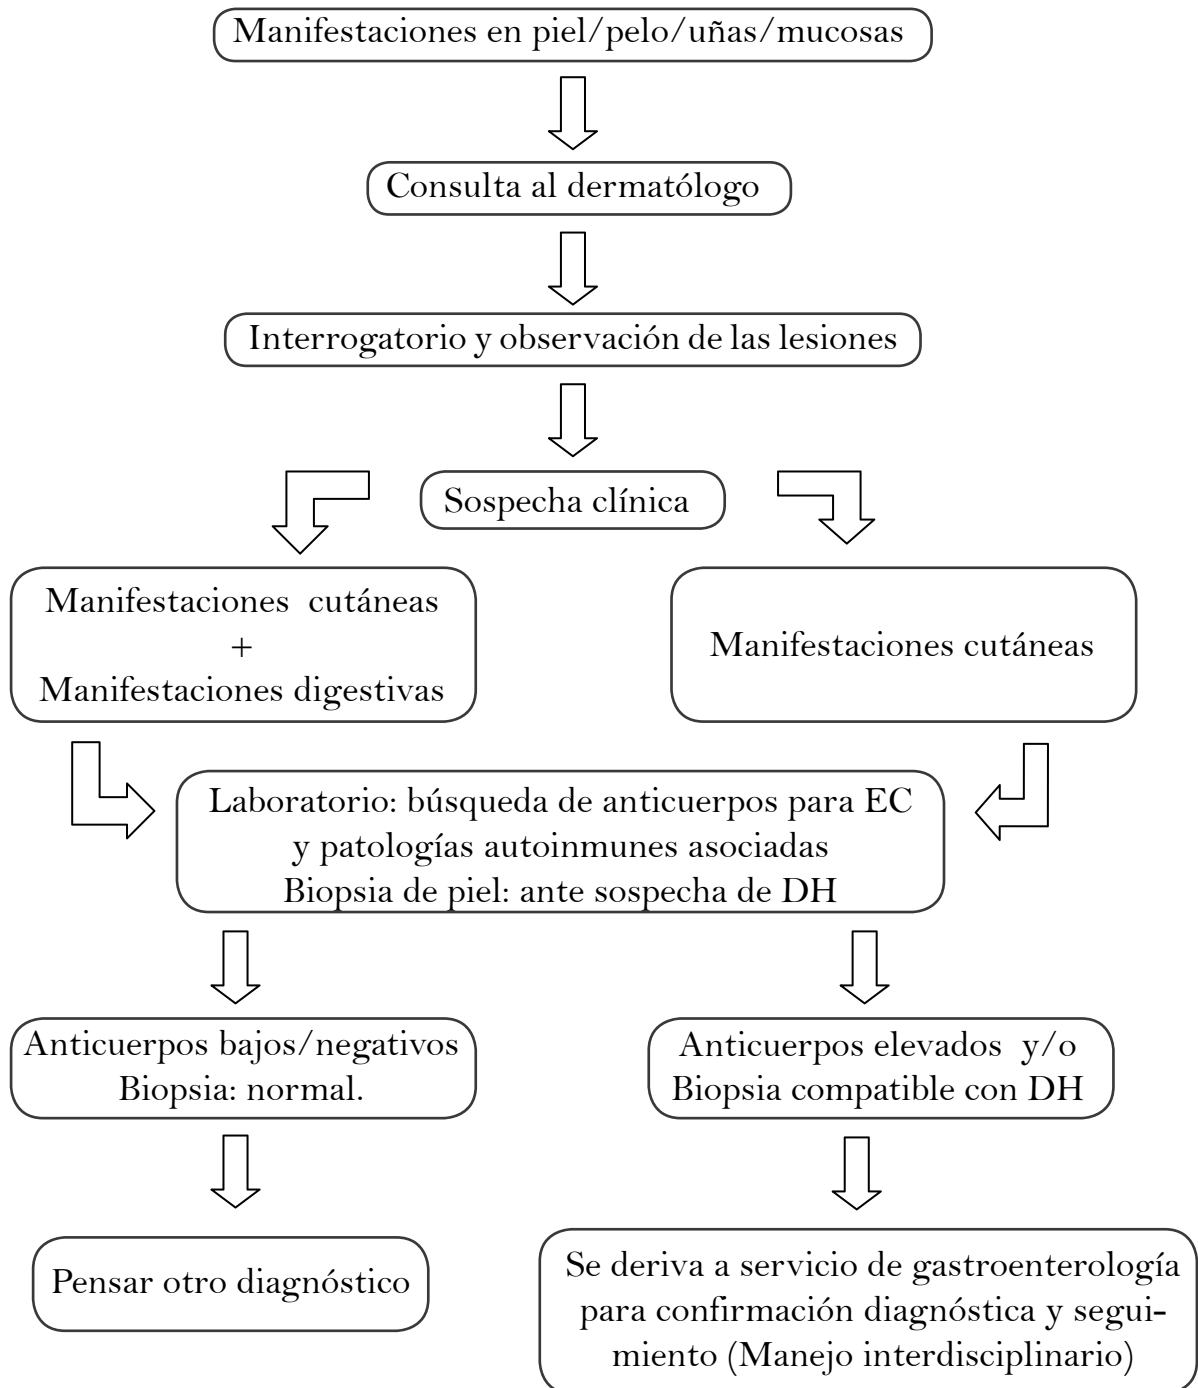 Manifestaciones en piel/pelo/uñas/mucosas
Consulta al dermatólogo
Interrogatorio y observación de las lesiones
Sospecha clínica
Manifestaciones cutáneas
+
Manifestaciones digestivas
Manifestaciones cutáneas
Laboratorio: búsqueda de anticuerpos para EC
y patologías autoinmunes asociadas
Biopsia de piel: ante sospecha de DH
Anticuerpos bajos/negativos
Biopsia: normal.
Anticuerpos elevados y/o
Biopsia compatible con DH
Pensar otro diagnóstico
Se deriva a servicio de gastroenterología
para confirmación diagnóstica y segui-
miento (Manejo interdisciplinario)